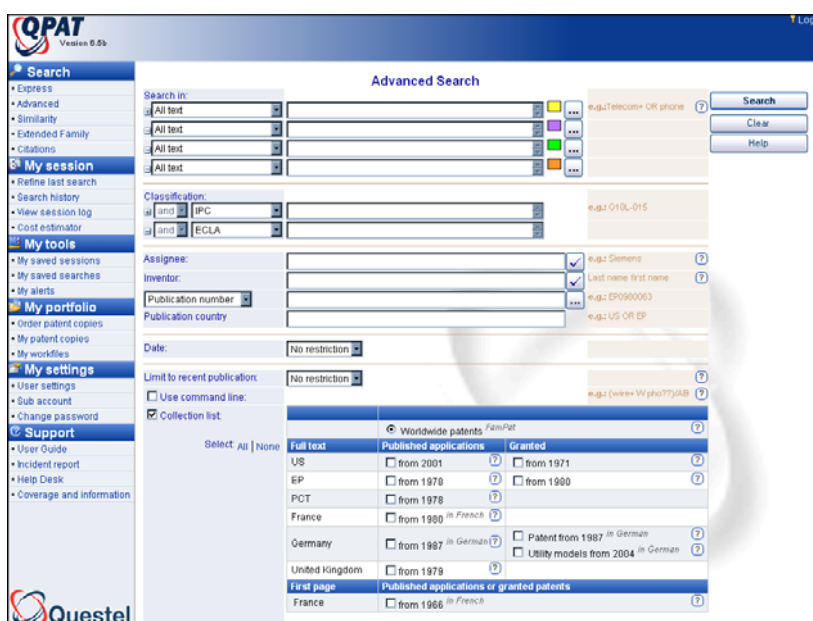 QPAT
Version 6.5b
Log
Search
Express
Advanced
Similarity
Extended Family
Citations
My session
Refine last search
Search history
View session log
Cost estimator
My tools
My saved sessions
My saved searches
My alerts
My portfolio
Order patent copies
My patent copies
My workfiles
My settings
User settings
Sub account
Change password
Support
User Guide
Incident report
Help Desk
Coverage and information
Questel
Advanced Search
Search in:
All text ... e.g.:Telecom+ OR phone ?
All text ...
All text ...
All text ...
Search
Clear
Help
Classification:
and IPC e.g.: G10L-015
and ECLA
Assignee: e.g.: Siemens ?
Inventor: Last name first name ?
Publication number ... e.g.: EP0980063
Publication country e.g.: US OR EP
Date: No restriction
Limit to recent publication: No restriction ?
Use command line: e.g.: (wire+ W pho??)/AB ?
Collection list:
Worldwide patents FamPat ?
Select: All | None
Full text Published applications Granted
US from 2001 ? from 1971 ?
EP from 1978 ? from 1980 ?
PCT from 1978 ?
France from 1980 in French ?
Germany from 1987 in German ? Patent from 1987 in German ?
Utility models from 2004 in German ?
United Kingdom from 1979 ?
First page Published applications or granted patents
France from 1966 in French ?